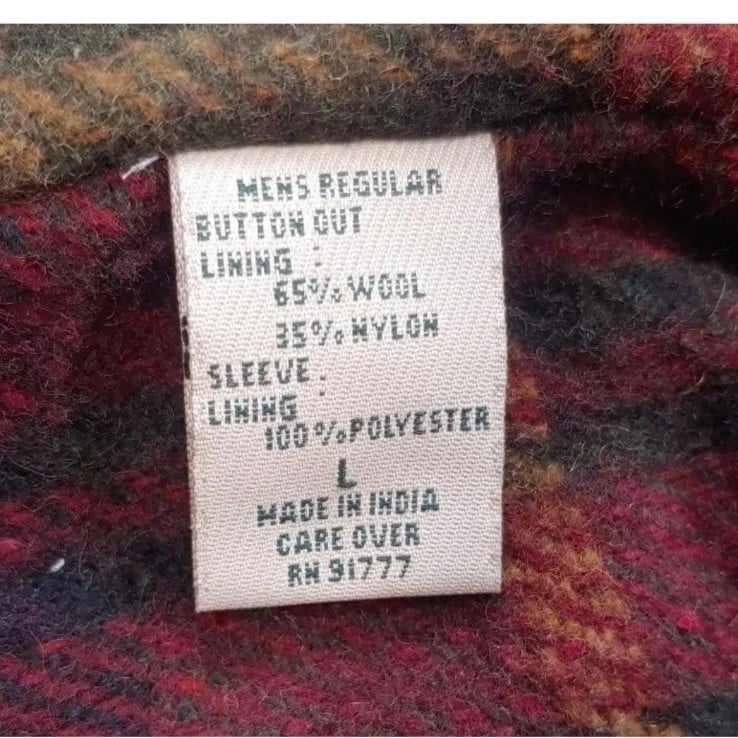 MENS REGULAR
BUTTON OUT
LINING :
65% WOOL
35% NYLON
SLEEVE :
LINING :
100% POLYESTER
L
MADE IN INDIA
CARE OVER
RN 91777